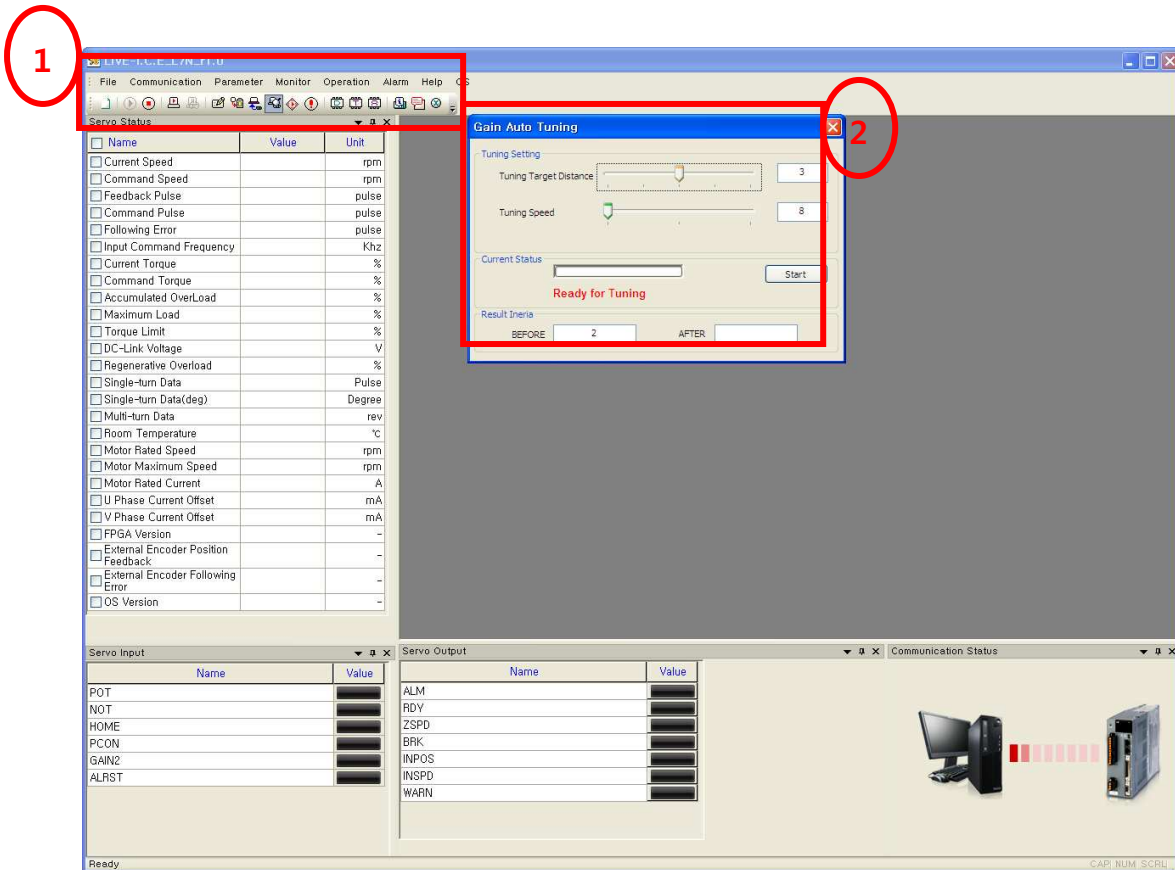 1
LIVE-I.C.E_L7N_r1.0
File Communication Parameter Monitor Operation Alarm Help OS
Servo Status
Name Value Unit
Current Speed rpm
Command Speed rpm
Feedback Pulse pulse
Command Pulse pulse
Following Error pulse
Input Command Frequency Khz
Current Torque %
Command Torque %
Accumulated OverLoad %
Maximum Load %
Torque Limit %
DC-Link Voltage V
Regenerative Overload %
Single-turn Data Pulse
Single-turn Data(deg) Degree
Multi-turn Data rev
Room Temperature ℃
Motor Rated Speed rpm
Motor Maximum Speed rpm
Motor Rated Current A
U Phase Current Offset mA
V Phase Current Offset mA
FPGA Version -
External Encoder Position
Feedback -
External Encoder Following
Error -
OS Version -
Gain Auto Tuning
2
Tuning Setting
Tuning Target Distance 3
Tuning Speed 8
Current Status
Start
Ready for Tuning
Result Ineria
BEFORE 2 AFTER
Servo Input
Name Value
POT
NOT
HOME
PCON
GAIN2
ALRST
Servo Output
Name Value
ALM
RDY
ZSPD
BRK
INPOS
INSPD
WARN
Communication Status
Ready
CAP NUM SCRL